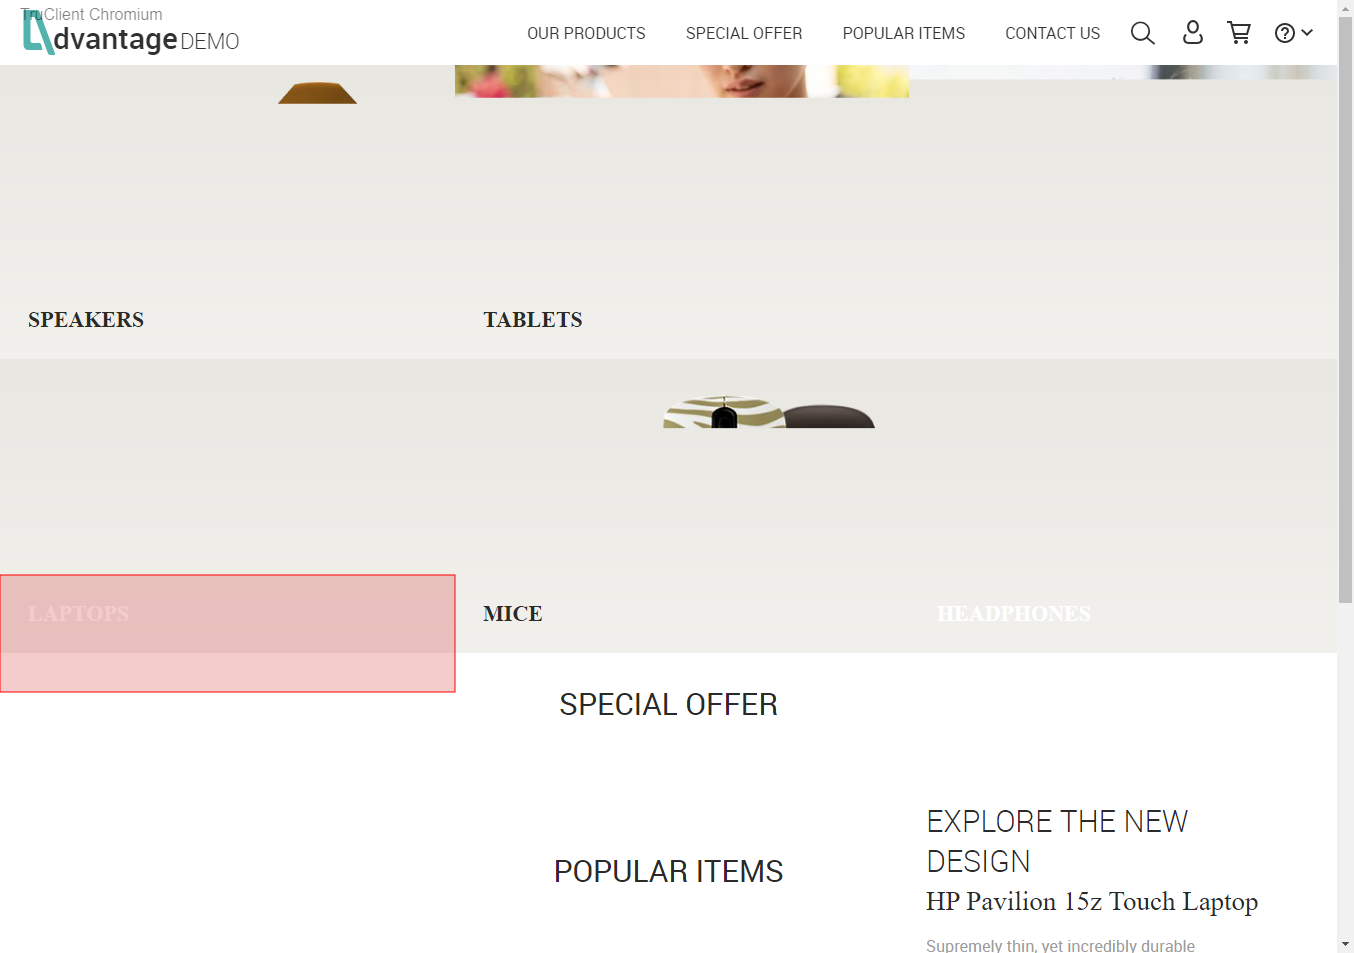 TruClient Chromium
dvantage DEMO
OUR PRODUCTS
SPECIAL OFFER
POPULAR ITEMS
CONTACT US
SPEAKERS
TABLETS
LAPTOPS
MICE
HEADPHONES
SPECIAL OFFER
POPULAR ITEMS
EXPLORE THE NEW
DESIGN
HP Pavilion 15z Touch Laptop
Supremely thin, yet incredibly durable